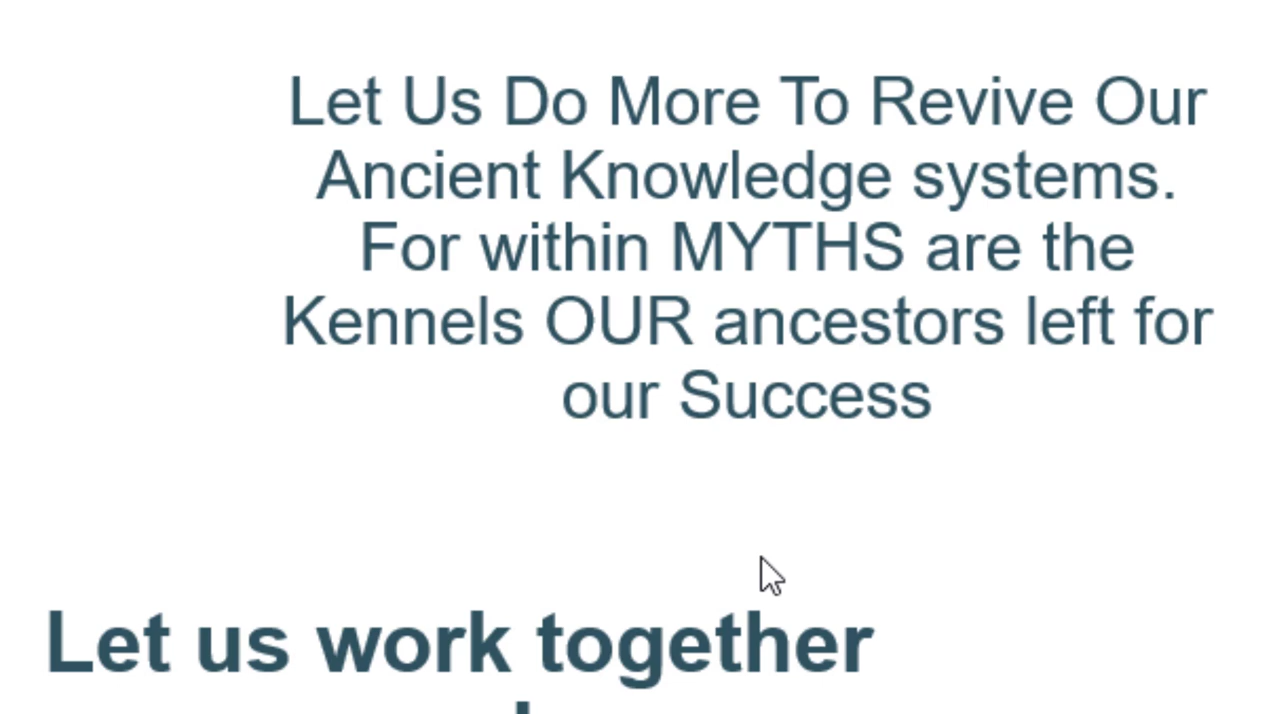 Let Us Do More To Revive Our
Ancient Knowledge systems.
For within MYTHS are the
Kennels OUR ancestors left for
our Success
Let us work together